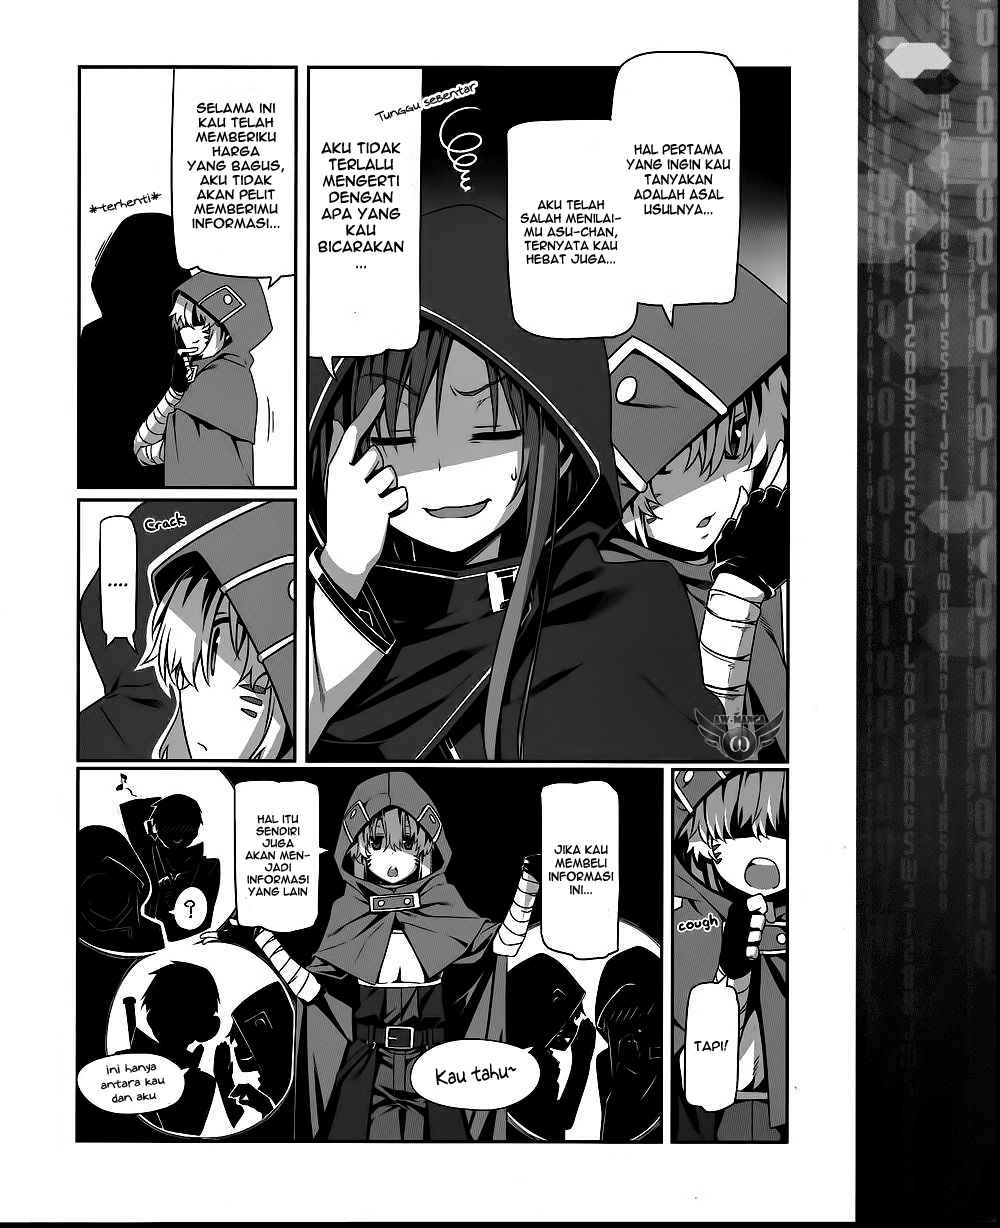 HAL PERTAMA
YANG INGIN KAU
TANYAKAN
ADALAH ASAL
USULNYA...
AKU TELAH
SALAH MENILAI-
MU ASU-CHAN,
TERNYATA KAU
HEBAT JUGA...
Tunggu sebentar
AKU TIDAK
TERLALU
MENGERTI
DENGAN
APA YANG
KAU
BICARAKAN
...
SELAMA INI
KAU TELAH
MEMBERIKU
HARGA
YANG BAGUS,
AKU TIDAK
AKAN PELIT
MEMBERIMU
INFORMASI...
*terhenti*
Crack
....
AW-MANGA
cough
TAPI!
JIKA KAU
MEMBELI
INFORMASI
INI...
Kau tahu~
HAL ITU
SENDIRI
JUGA
AKAN MEN-
JADI
INFORMASI
YANG LAIN
?
ini hanya
antara kau
dan aku